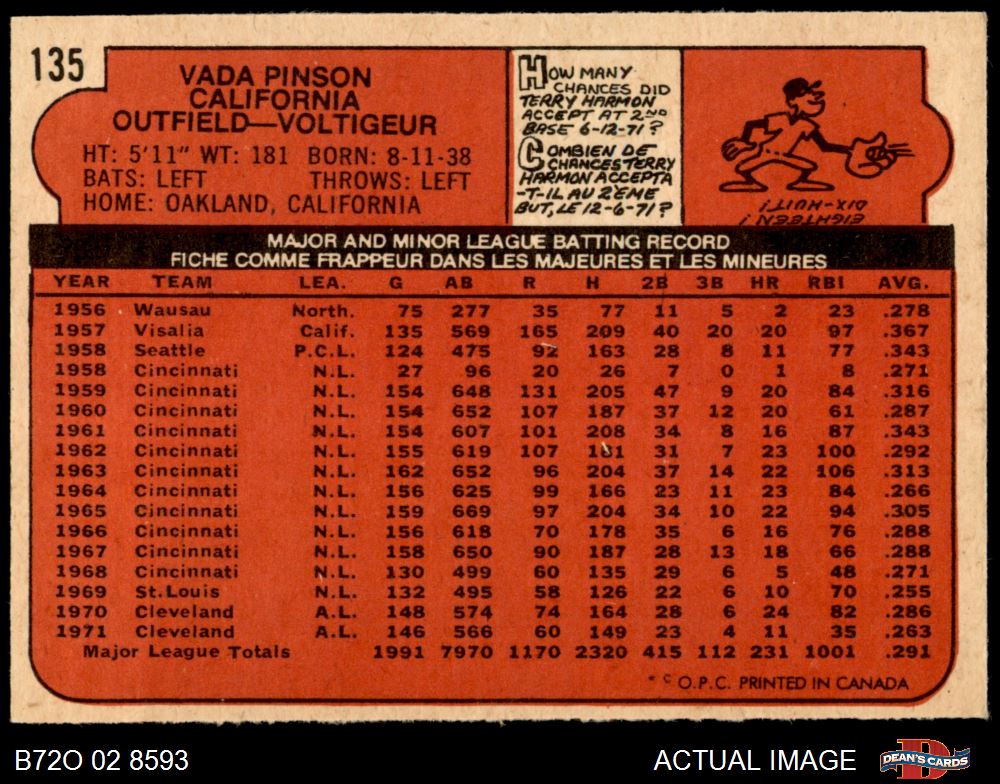 135
VADA PINSON
CALIFORNIA
OUTFIELD—VOLTIGEUR
HT: 5'11" WT: 181 BORN: 8-11-38
BATS: LEFT THROWS: LEFT
HOME: OAKLAND, CALIFORNIA
HOW MANY
CHANCES DID
TERRY HARMON
ACCEPT AT 2ND
BASE 6-12-71?
COMBIEN DE
CHANCES TERRY
HARMON ACCEPTA
-T-IL AU 2EME
BUT, LE 12-6-71?
EIGHTEEN!
DIX-HUIT!
MAJOR AND MINOR LEAGUE BATTING RECORD
FICHE COMME FRAPPEUR DANS LES MAJEURES ET LES MINEURES
YEAR TEAM LEA. G AB R H 2B 3B HR RBI AVG.
1956 Wausau North. 75 277 35 77 11 5 2 23 .278
1957 Visalia Calif. 135 569 165 209 40 20 20 97 .367
1958 Seattle P.C.L. 124 475 92 163 28 8 11 77 .343
1958 Cincinnati N.L. 27 96 20 26 7 0 1 8 .271
1959 Cincinnati N.L. 154 648 131 205 47 9 20 84 .316
1960 Cincinnati N.L. 154 652 107 187 37 12 20 61 .287
1961 Cincinnati N.L. 154 607 101 208 34 8 16 87 .343
1962 Cincinnati N.L. 155 619 107 181 31 7 23 100 .292
1963 Cincinnati N.L. 162 652 96 204 37 14 22 106 .313
1964 Cincinnati N.L. 156 625 99 166 23 11 23 84 .266
1965 Cincinnati N.L. 159 669 97 204 34 10 22 94 .305
1966 Cincinnati N.L. 156 618 70 178 35 6 16 76 .288
1967 Cincinnati N.L. 158 650 90 187 28 13 18 66 .288
1968 Cincinnati N.L. 130 499 60 135 29 6 5 48 .271
1969 St.Louis N.L. 132 495 58 126 22 6 10 70 .255
1970 Cleveland A.L. 148 574 74 164 28 6 24 82 .286
1971 Cleveland A.L. 146 566 60 149 23 4 11 35 .263
Major League Totals 1991 7970 1170 2320 415 112 231 1001 .291
* © O.P.C. PRINTED IN CANADA
B72O 02 8593 ACTUAL IMAGE
D
DEAN'S CARDS